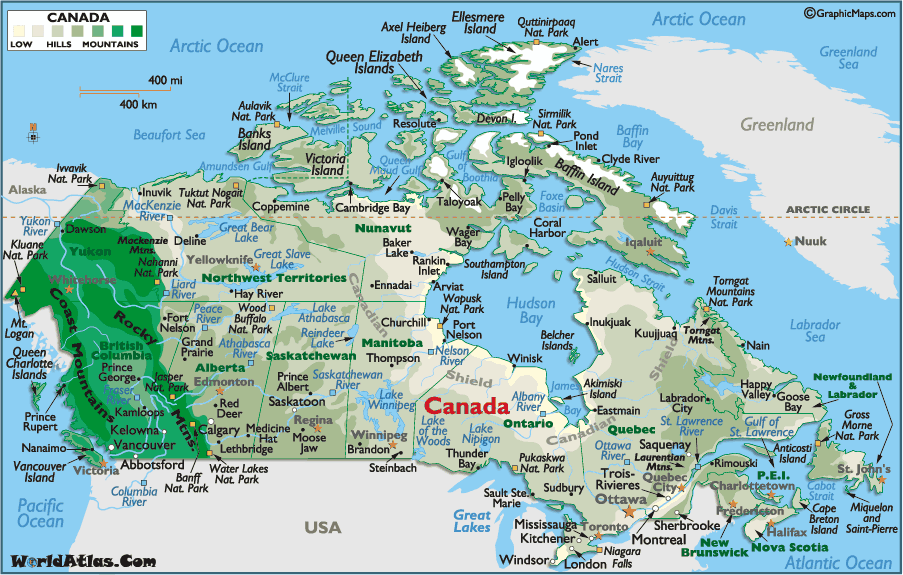 CANADA
LOW HILLS MOUNTAINS
©GraphicMaps.com
400 mi
400 km
Arctic Ocean
Axel Heiberg
Island
Ellesmere
Island
Quttinirpaaq
Nat. Park
Alert
Arctic Ocean
Nares
Strait
Greenland
Sea
Queen Elizabeth
Islands
McClure
Strait
Aulavik
Nat. Park
Banks
Island
Beaufort Sea
Melville Sound
Resolute
Devon I.
Sirmilik
Nat. Park
Pond
Inlet
Baffin
Bay
Greenland
Victoria
Island
Amundsen Gulf
Queen
Maud Gulf
Gulf
of
Boothia
Igloolik
Clyde River
Baffin Island
Auyuittuq
Nat. Park
Davis
Strait
ARCTIC CIRCLE
Nuuk
Ivvavik
Nat. Park
Alaska
Inuvik
Tuktut Nogait
Nat. Park
Coppermine
Cambridge Bay
Taloyoak
Pelly
Bay
Foxe
Basin
Yukon
River
Dawson
MacKenzie
River
Great Bear
Lake
Nunavut
Wager
Bay
Coral
Harbor
Iqaluit
Kluane
Nat. Park
Yukon
Mackenzie
Mtns.
Deline
Nahanni
Nat. Park
Yellowknife
Great Slave
Lake
Baker
Lake
Rankin
Inlet
Southampton
Island
Hudson Strait
Whitehorse
Northwest Territories
Liard
River
Hay River
Ennadai
Arviat
Salluit
Torngat
Mountains
Nat. Park
Mt.
Logan
Coast
Mountains
Rocky
Mtns.
Fort
Nelson
Peace
River
Wood
Buffalo
Nat. Park
Lake
Athabasca
Canadian
Shield
Wapusk
Nat. Park
Hudson
Bay
Labrador
Sea
Queen
Charlotte
Islands
British
Columbia
Grand
Prairie
Athabasca
River
Reindeer
Lake
Churchill
Port
Nelson
Belcher
Islands
Inukjuak
Kuujjuaq
Torngat
Mtns.
Nain
Alberta
Saskatchewan
Manitoba
Thompson
Nelson
River
Winisk
Canadian
Shield
Newfoundland
&
Labrador
Prince
George
Jasper
Nat. Park
Edmonton
Prince
Albert
Saskatchewan
River
Saskatoon
Lake
Winnipeg
Albany
River
James
Bay
Akimiski
Island
Happy
Valley
Goose
Bay
Fraser
River
Kamloops
Red
Deer
Canada
Ontario
Eastmain
Labrador
City
Gros
Morne
Nat. Park
Prince
Rupert
Kelowna
Calgary
Medicine
Hat
Regina
Moose
Jaw
Winnipeg
Brandon
Lake
of the
Woods
Lake
Nipigon
Quebec
St. Lawrence
River
Gulf of
St. Lawrence
Anticosti
Island
Nanaimo
Vancouver
Lethbridge
Steinbach
Thunder
Bay
Pukaskwa
Nat. Park
Ottawa
River
Saquenay
Laurentian
Mtns.
Rimouski
St. John's
Vancouver
Island
Victoria
Abbotsford
Banff
Nat. Park
Water Lakes
Nat. Park
Sudbury
Trois-
Rivieres
Quebec
City
P.E.I.
Charlottetown
Cabot
Strait
Columbia
River
Sault Ste.
Marie
Ottawa
Fredericton
Cape
Breton
Island
Miquelon
and
Saint-Pierre
Pacific
Ocean
USA
Great
Lakes
Mississauga
Kitchener
Toronto
Montreal
Sherbrooke
Halifax
New
Brunswick
Nova Scotia
Windsor
London
Niagara
Falls
Atlantic Ocean
WorldAtlas.Com